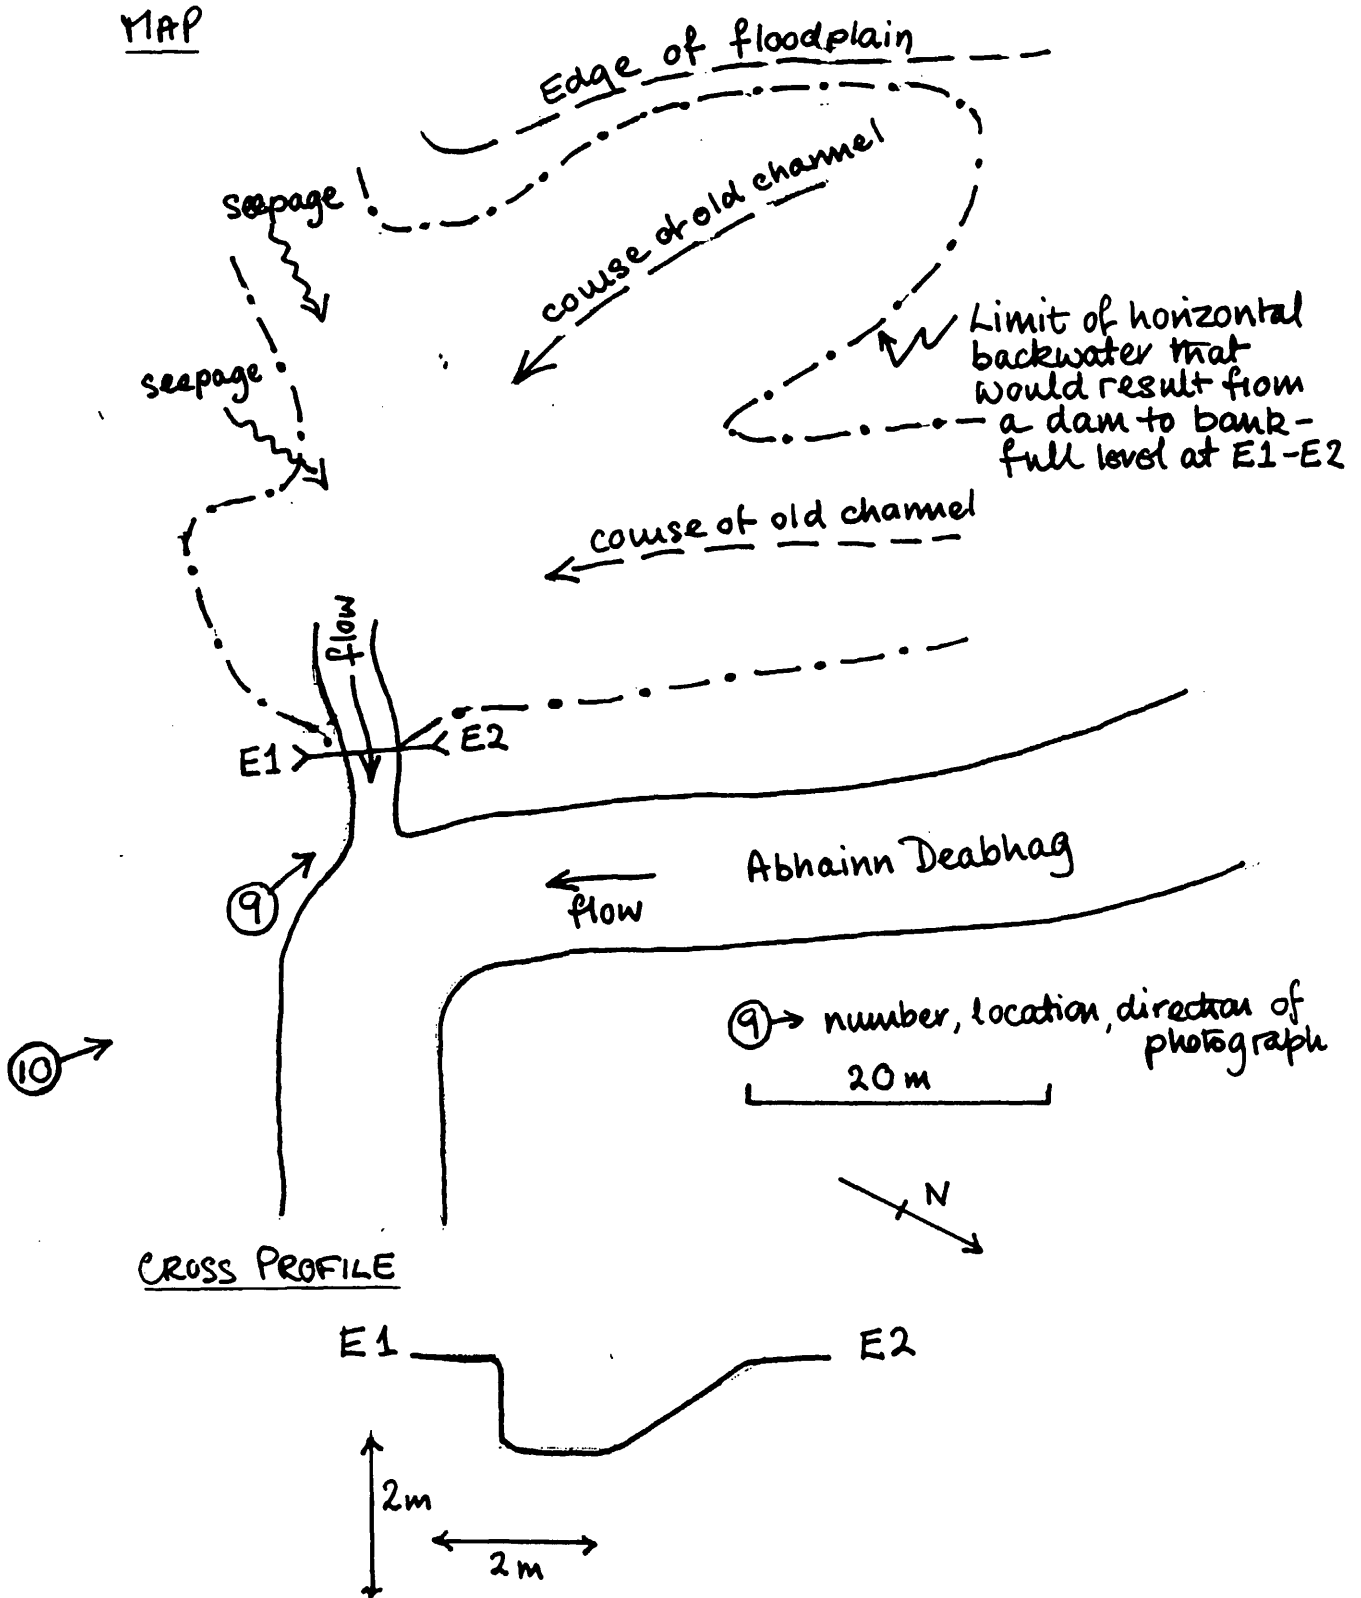 MAP
Edge of floodplain
course of old channel
seepage
seepage
Limit of horizontal
backwater that
would result from
a dam to bank-
full level at E1-E2
course of old channel
flow
E1
E2
Abhainn Deabhag
flow
9
9 number, location, direction of
photograph
10
20 m
N
CROSS PROFILE
E1
E2
2m
2m